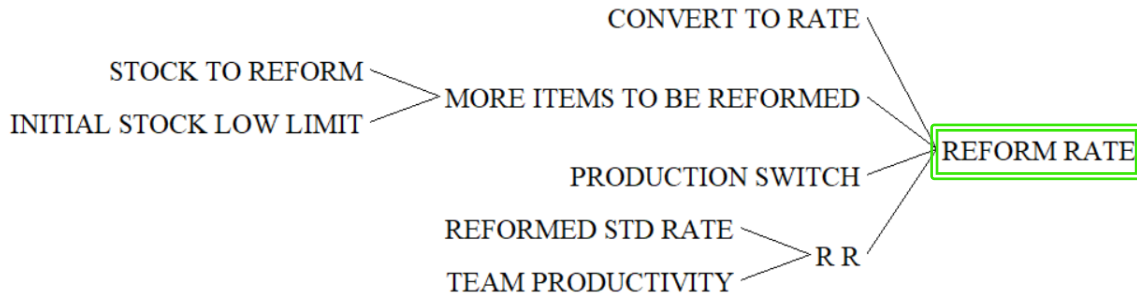 CONVERT TO RATE
STOCK TO REFORM
MORE ITEMS TO BE REFORMED
INITIAL STOCK LOW LIMIT
REFORM RATE
PRODUCTION SWITCH
REFORMED STD RATE
R R
TEAM PRODUCTIVITY